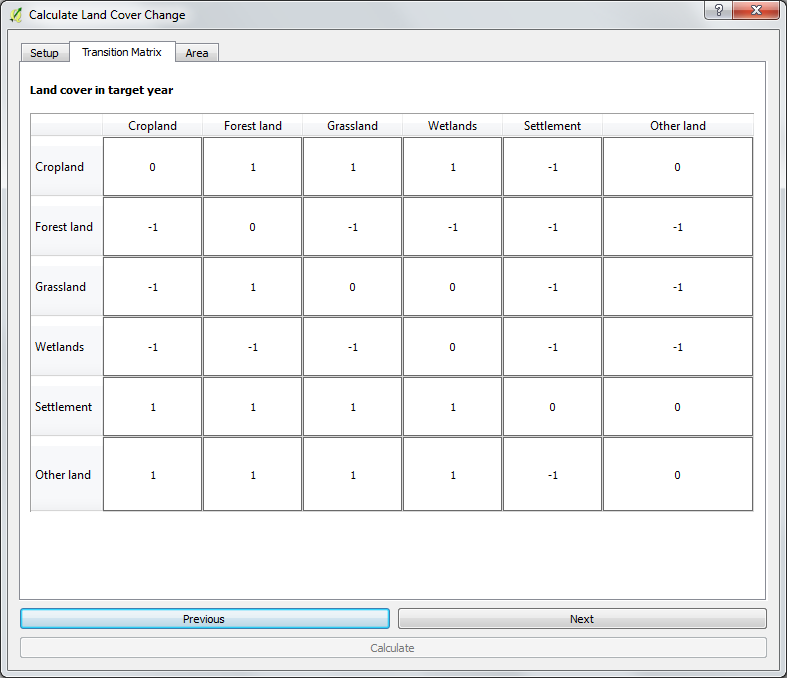 Calculate Land Cover Change
?
Setup Transition Matrix Area
Land cover in target year
Cropland Forest land Grassland Wetlands Settlement Other land
Cropland 0 1 1 1 -1 0
Forest land -1 0 -1 -1 -1 -1
Grassland -1 1 0 0 -1 -1
Wetlands -1 -1 -1 0 -1 -1
Settlement 1 1 1 1 0 0
Other land 1 1 1 1 -1 0
Previous Next
Calculate